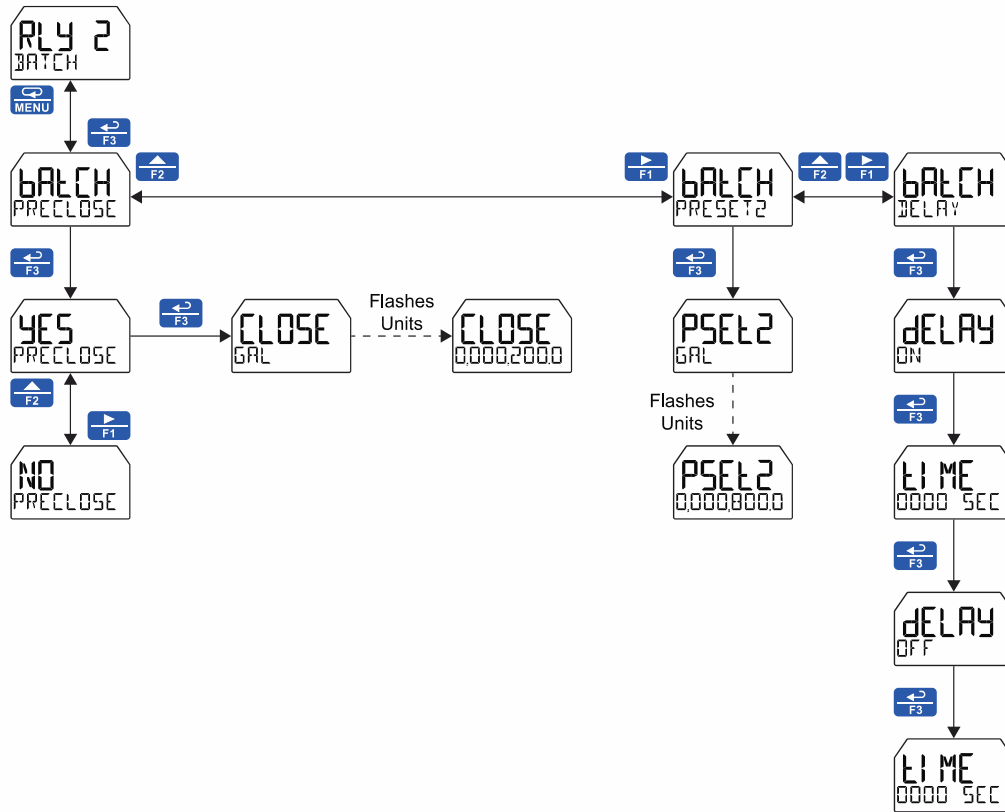 RLY 2
BATCH
MENU
F3
bAtCH
PRECLOSE
F2
F1
bAtCH
PRESET2
F2
F1
bAtCH
DELAY
F3
F3
F3
YES
PRECLOSE
F3
CLOSE
GAL
Flashes
Units
CLOSE
0,000,200.0
PSEt2
GAL
dELAY
ON
F2
F1
Flashes
Units
F3
NO
PRECLOSE
PSEt2
0,000,800.0
tIME
0000 SEC
F3
dELAY
OFF
F3
tIME
0000 SEC